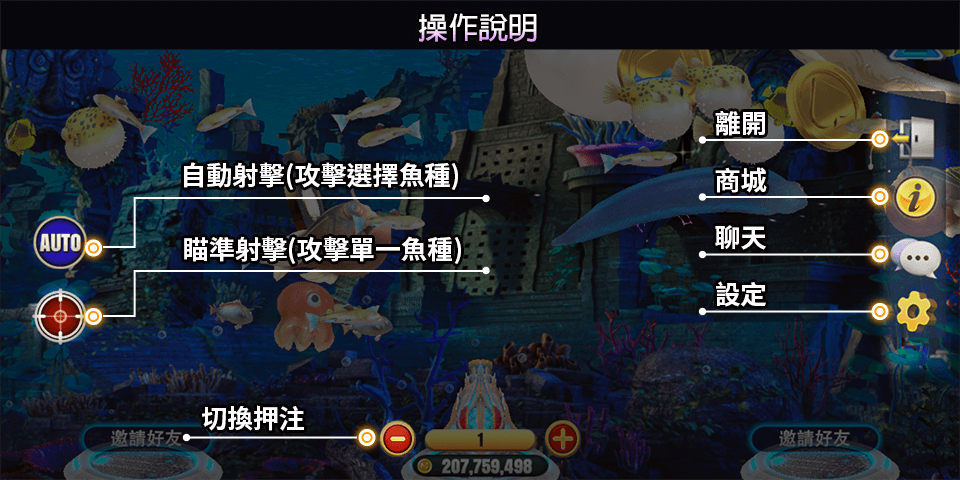 操作說明
離開
自動射擊(攻擊選擇魚種)
商城
AUTO
瞄準射擊(攻擊單一魚種)
聊天
設定
切換押注
邀請好友
1
邀請好友
207,759,498